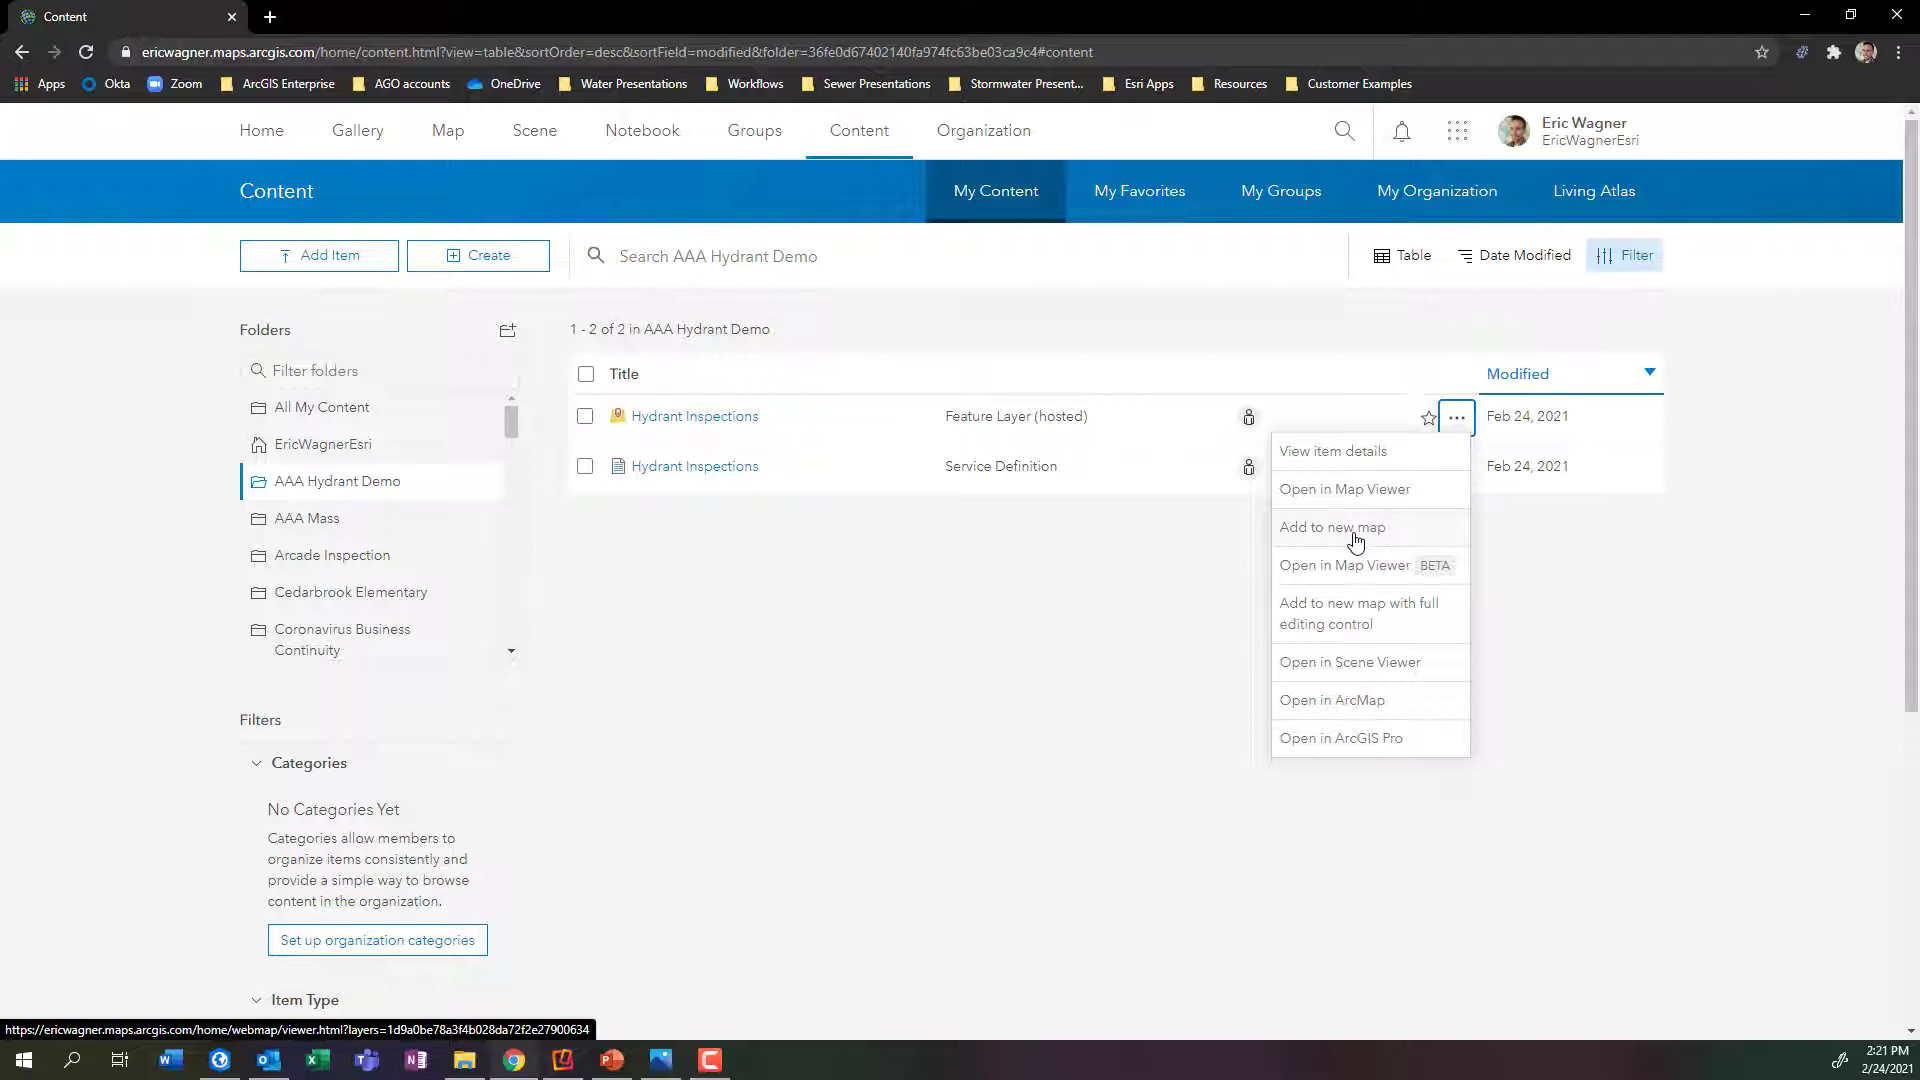 Content
ericwagner.maps.arcgis.com/home/content.html?view=table&sortOrder=desc&sortField=modified&folder=36fe0d67402140fa974fc63be03ca9c4#content
Apps Okta Zoom ArcGIS Enterprise AGO accounts OneDrive Water Presentations Workflows Sewer Presentations Stormwater Present... Esri Apps Resources Customer Examples
Home Gallery Map Scene Notebook Groups Content Organization
Eric Wagner
EricWagnerEsri
Content My Content My Favorites My Groups My Organization Living Atlas
Add Item Create Search AAA Hydrant Demo Table Date Modified Filter
Folders
1 - 2 of 2 in AAA Hydrant Demo
Filter folders
Title Modified
All My Content
Hydrant Inspections Feature Layer (hosted) Feb 24, 2021
EricWagnerEsri
View item details
Hydrant Inspections Service Definition Feb 24, 2021
AAA Hydrant Demo
Open in Map Viewer
AAA Mass
Add to new map
Arcade Inspection
Open in Map Viewer BETA
Cedarbrook Elementary
Add to new map with full
editing control
Coronavirus Business
Continuity
Open in Scene Viewer
Open in ArcMap
Open in ArcGIS Pro
Filters
Categories
No Categories Yet
Categories allow members to
organize items consistently and
provide a simple way to browse
content in the organization.
Set up organization categories
Item Type
https://ericwagner.maps.arcgis.com/home/webmap/viewer.html?layers=1d9a0be78a3f4b028da72f2e27900634
2:21 PM
2/24/2021